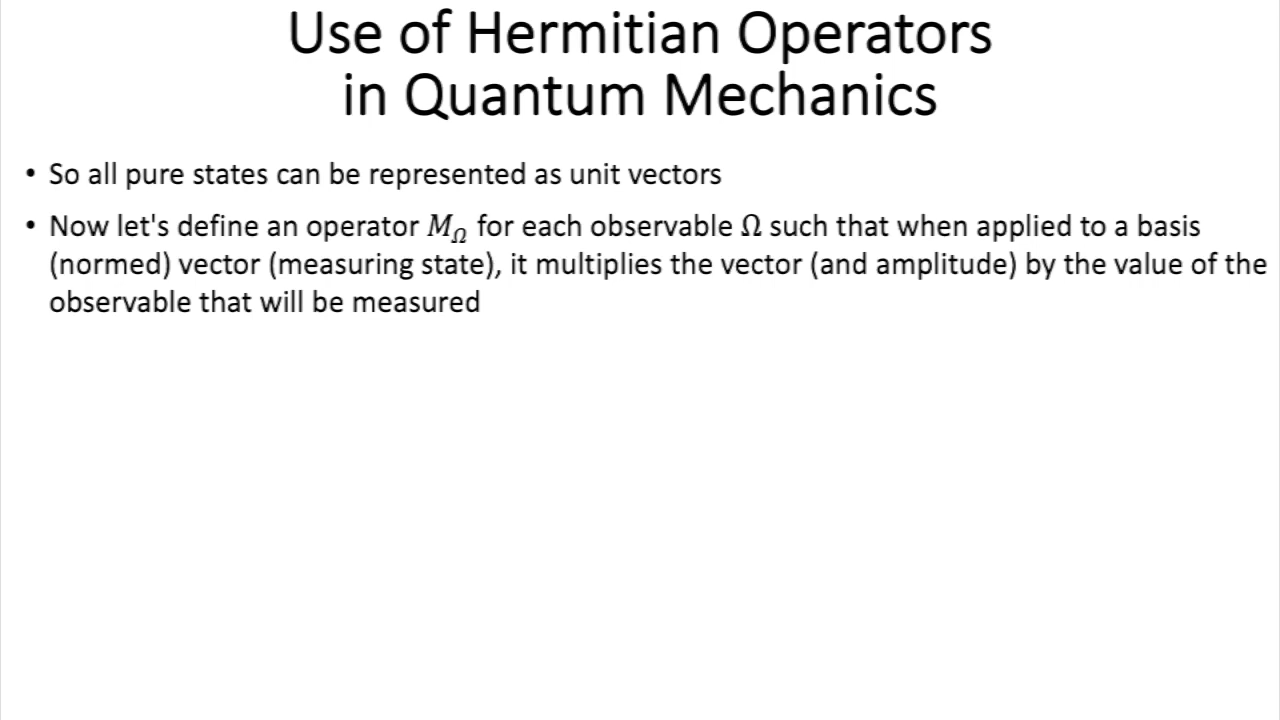 Use of Hermitian Operators
in Quantum Mechanics
• So all pure states can be represented as unit vectors
• Now let's define an operator M_Ω for each observable Ω such that when applied to a basis
(normed) vector (measuring state), it multiplies the vector (and amplitude) by the value of the
observable that will be measured